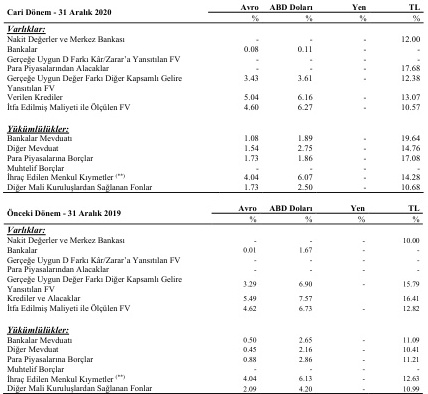 Cari Dönem - 31 Aralık 2020 Avro ABD Doları Yen TL
% % % %
Varlıklar:
Nakit Değerler ve Merkez Bankası - - - 12.00
Bankalar 0.08 0.11 - -
Gerçeğe Uygun D Farkı Kâr/Zarar'a Yansıtılan FV - - - -
Para Piyasalarından Alacaklar - - - 17.68
Gerçeğe Uygun Değer Farkı Diğer Kapsamlı Gelire 3.43 3.61 - 12.38
Yansıtılan FV
Verilen Krediler 5.04 6.16 - 13.07
İtfa Edilmiş Maliyeti ile Ölçülen FV 4.60 6.27 - 10.57
Yükümlülükler:
Bankalar Mevduatı 1.08 1.89 - 19.64
Diğer Mevduat 1.54 2.75 - 14.76
Para Piyasalarına Borçlar 1.73 1.86 - 17.08
Muhtelif Borçlar - - - -
İhraç Edilen Menkul Kıymetler (**) 4.04 6.07 - 14.28
Diğer Mali Kuruluşlardan Sağlanan Fonlar 1.73 2.50 - 10.68
Önceki Dönem - 31 Aralık 2019 Avro ABD Doları Yen TL
% % % %
Varlıklar:
Nakit Değerler ve Merkez Bankası - - - 10.00
Bankalar 0.01 1.67 - -
Gerçeğe Uygun D Farkı Kâr/Zarar'a Yansıtılan FV - - - -
Para Piyasalarından Alacaklar - - - -
Gerçeğe Uygun Değer Farkı Diğer Kapsamlı Gelire
Yansıtılan FV 3.29 6.90 - 15.79
Krediler ve Alacaklar 5.49 7.57 16.41
İtfa Edilmiş Maliyeti ile Ölçülen FV 4.62 6.73 - 12.82
Yükümlülükler:
Bankalar Mevduatı 0.50 2.65 - 11.09
Diğer Mevduat 0.45 2.16 - 10.41
Para Piyasalarına Borçlar 0.88 2.86 - 11.21
Muhtelif Borçlar - - - -
İhraç Edilen Menkul Kıymetler (**) 4.04 6.13 - 12.63
Diğer Mali Kuruluşlardan Sağlanan Fonlar 2.09 4.20 - 10.99